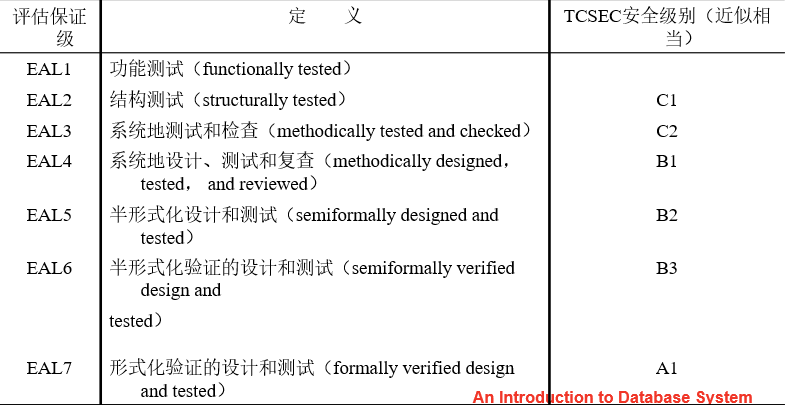 评估保证级 定 义 TCSEC安全级别（近似相当）
EAL1 功能测试（functionally tested）
EAL2 结构测试（structurally tested） C1
EAL3 系统地测试和检查（methodically tested and checked） C2
EAL4 系统地设计、测试和复查（methodically designed， B1
tested， and reviewed）
EAL5 半形式化设计和测试（semiformally designed and B2
tested）
EAL6 半形式化验证的设计和测试（semiformally verified B3
design and
tested）
EAL7 形式化验证的设计和测试（formally verified design A1
and tested）
An Introduction to Database System